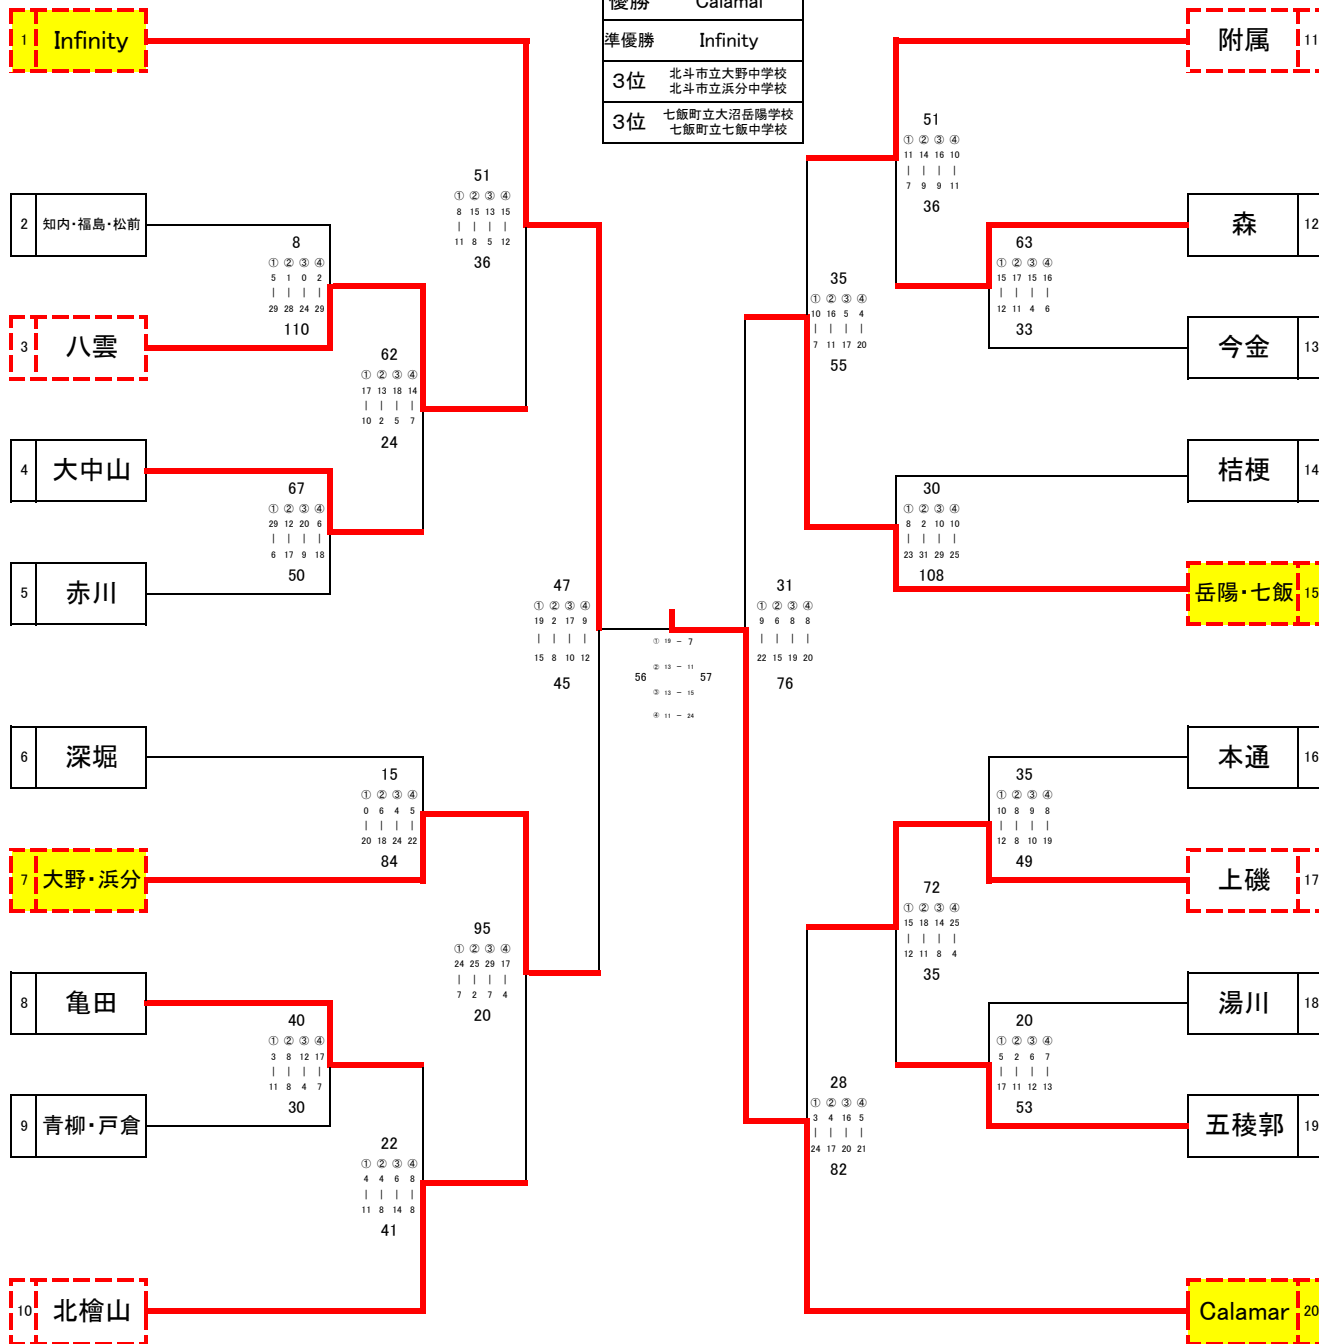 優勝 Calamar
準優勝 Infinity
3位 北斗市立大野中学校
北斗市立浜分中学校
3位 七飯町立大沼岳陽学校
七飯町立七飯中学校
1 Infinity
51
① ② ③ ④
8 15 13 15
| | | |
11 8 5 12
36
2 知内・福島・松前
8
① ② ③ ④
5 1 0 2
| | | |
29 28 24 29
110
3 八雲
62
① ② ③ ④
17 13 18 14
| | | |
10 2 5 7
24
4 大中山
67
① ② ③ ④
29 12 20 6
| | | |
6 17 9 18
50
5 赤川
47
① ② ③ ④
19 2 17 9
| | | |
15 8 10 12
45
6 深堀
15
① ② ③ ④
0 6 4 5
| | | |
20 18 24 22
84
7 大野・浜分
95
① ② ③ ④
24 25 29 17
| | | |
7 2 7 4
20
8 亀田
40
① ② ③ ④
3 8 12 17
| | | |
11 8 4 7
30
9 青柳・戸倉
22
① ② ③ ④
4 4 6 8
| | | |
11 8 14 8
41
10 北檜山
① 19 － 7
② 13 － 11
56 57
③ 13 － 15
④ 11 － 24
附属 11
51
① ② ③ ④
11 14 16 10
| | | |
7 9 9 11
36
森 12
63
① ② ③ ④
15 17 15 16
| | | |
12 11 4 6
33
今金 13
35
① ② ③ ④
10 16 5 4
| | | |
7 11 17 20
55
桔梗 14
30
① ② ③ ④
8 2 10 10
| | | |
23 31 29 25
108
岳陽・七飯 15
31
① ② ③ ④
9 6 8 8
| | | |
22 15 19 20
76
本通 16
35
① ② ③ ④
10 8 9 8
| | | |
12 8 10 19
49
上磯 17
72
① ② ③ ④
15 18 14 25
| | | |
12 11 8 4
35
湯川 18
20
① ② ③ ④
5 2 6 7
| | | |
17 11 12 13
53
五稜郭 19
28
① ② ③ ④
3 4 16 5
| | | |
24 17 20 21
82
Calamar 20